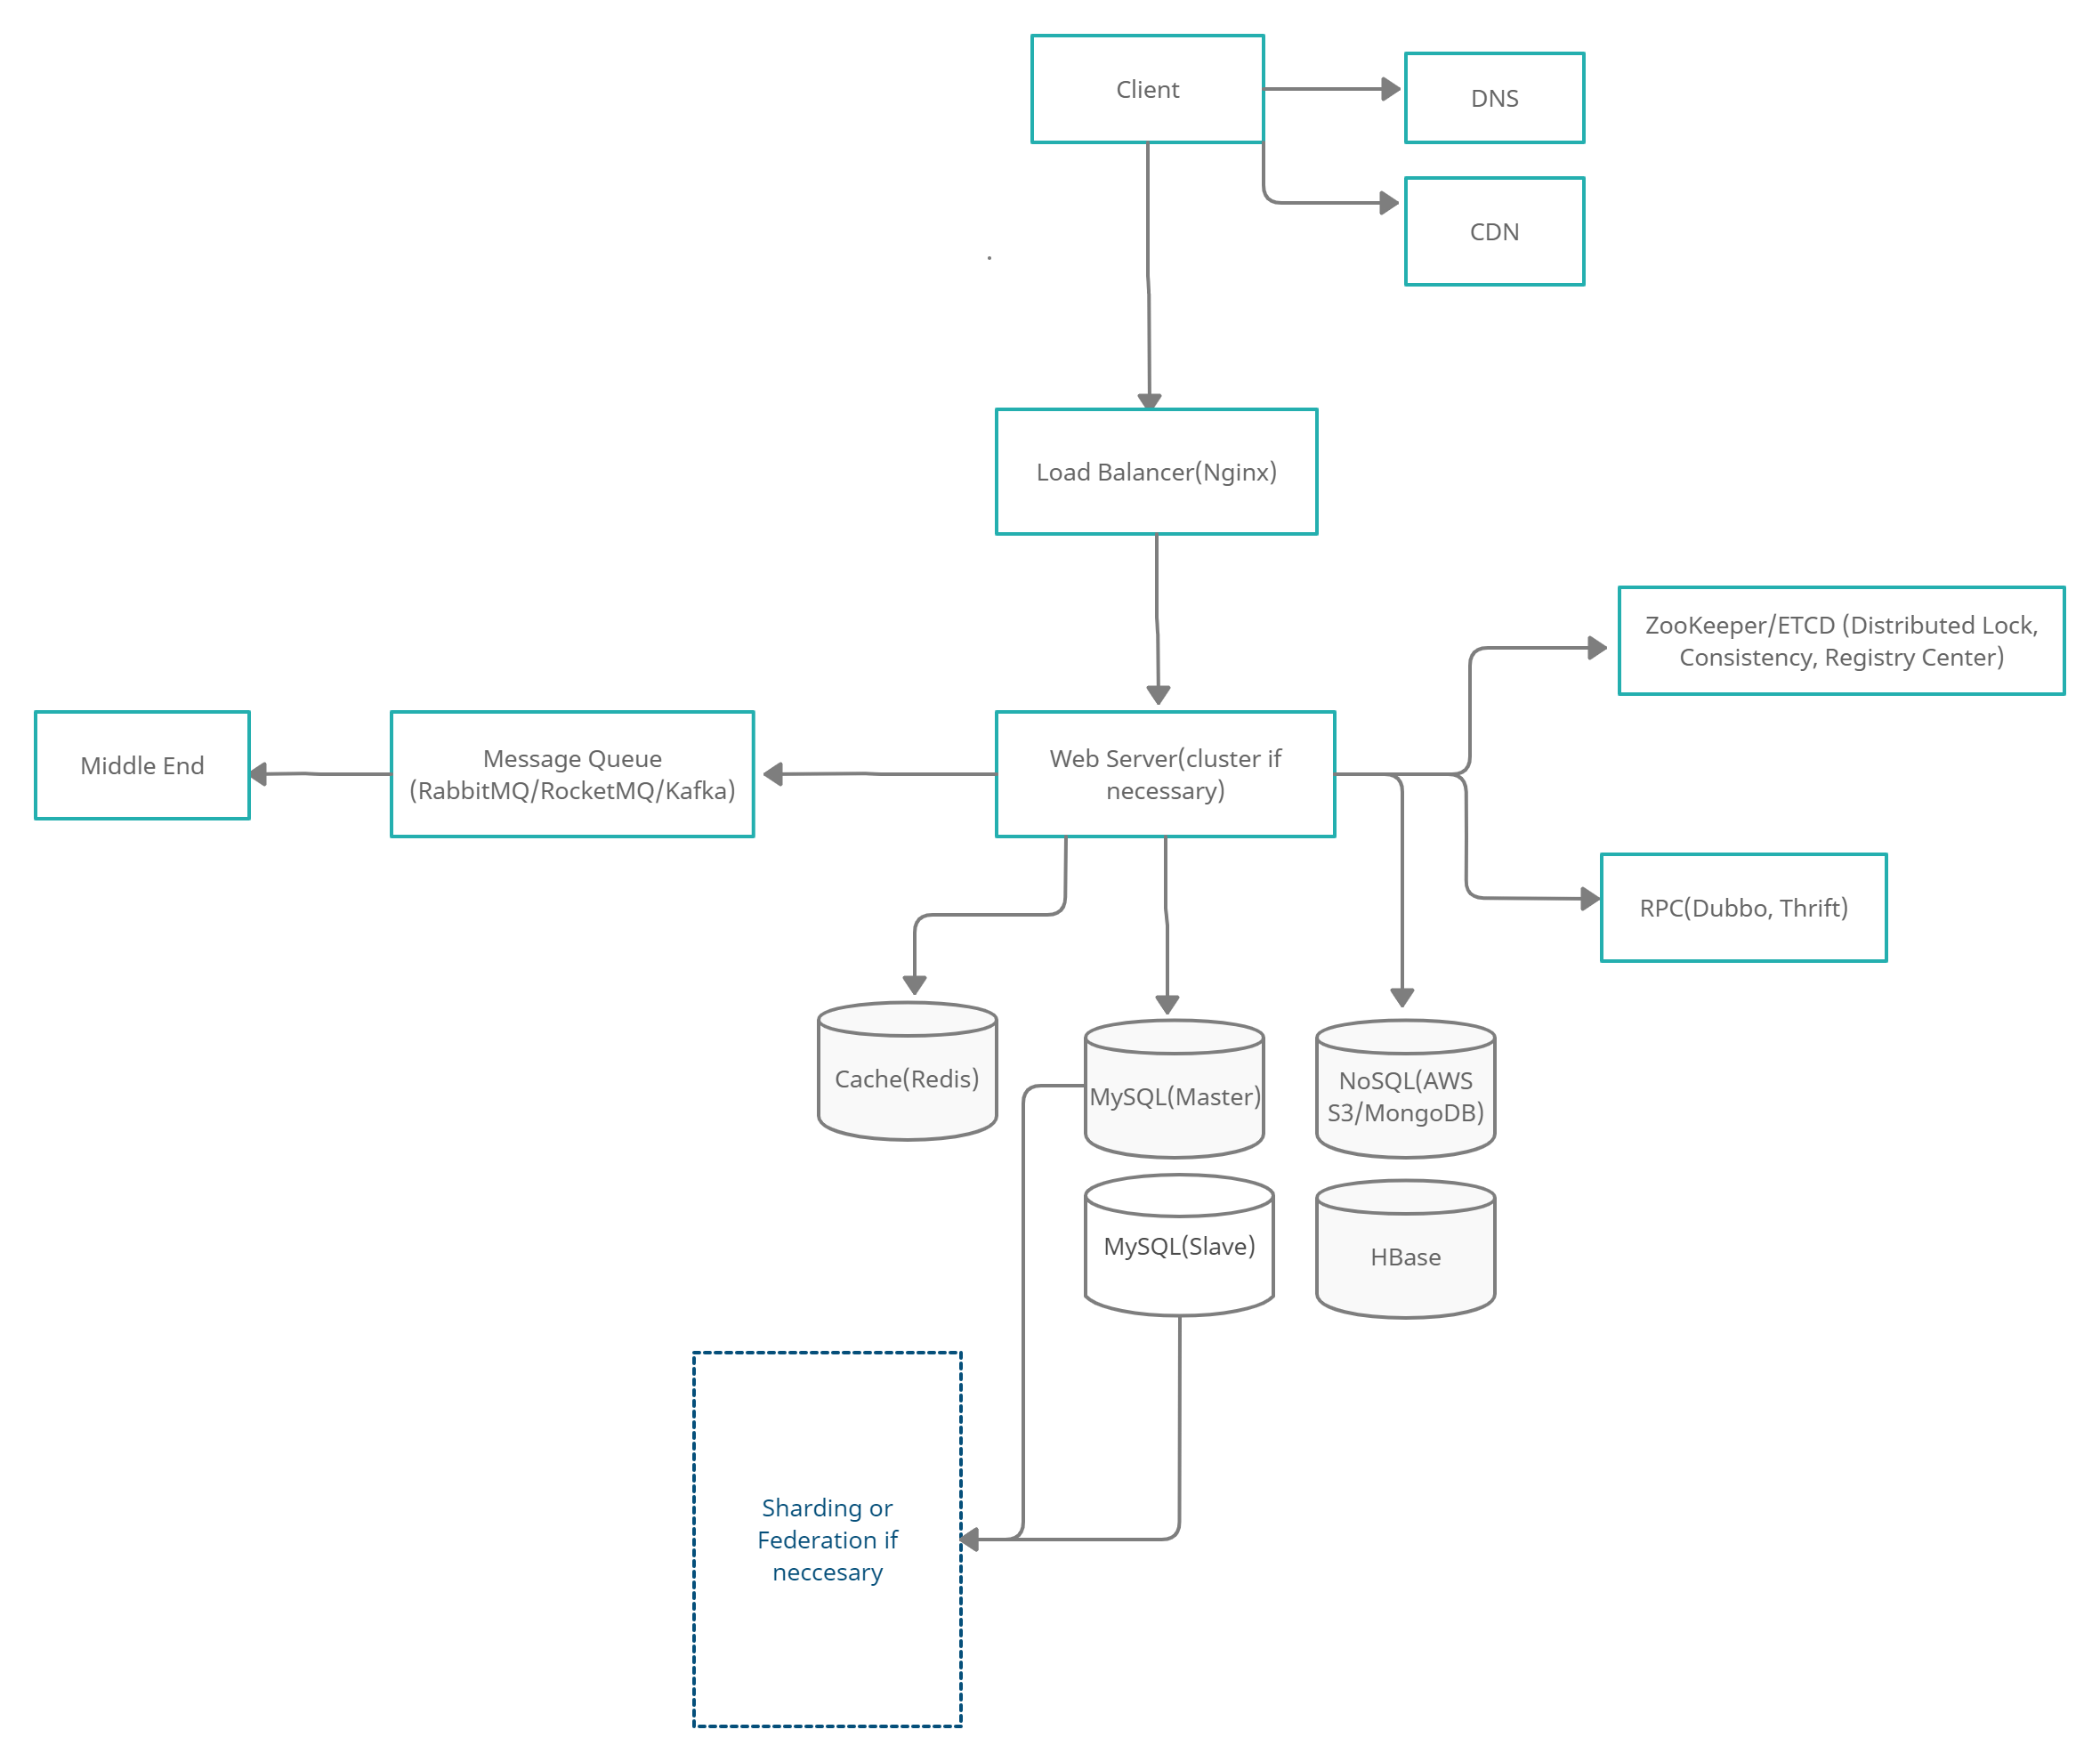 Client
DNS
CDN
Load Balancer(Nginx)
ZooKeeper/ETCD (Distributed Lock,
Consistency, Registry Center)
Middle End
Message Queue
(RabbitMQ/RocketMQ/Kafka)
Web Server(cluster if
necessary)
RPC(Dubbo, Thrift)
Cache(Redis)
MySQL(Master)
NoSQL(AWS
S3/MongoDB)
MySQL(Slave)
HBase
Sharding or
Federation if
neccesary